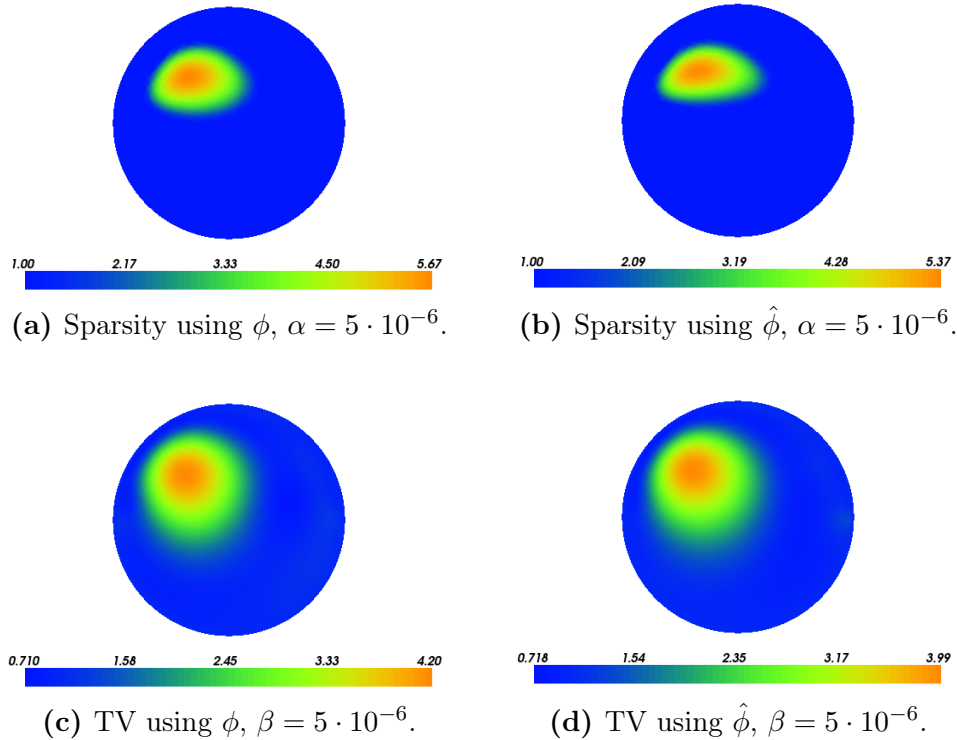 1.00 2.17 3.33 4.50 5.67
1.00 2.09 3.19 4.28 5.37
(a) Sparsity using ϕ, α = 5 · 10⁻⁶.
(b) Sparsity using ϕ̂, α = 5 · 10⁻⁶.
0.710 1.58 2.45 3.33 4.20
0.718 1.54 2.35 3.17 3.99
(c) TV using ϕ, β = 5 · 10⁻⁶.
(d) TV using ϕ̂, β = 5 · 10⁻⁶.